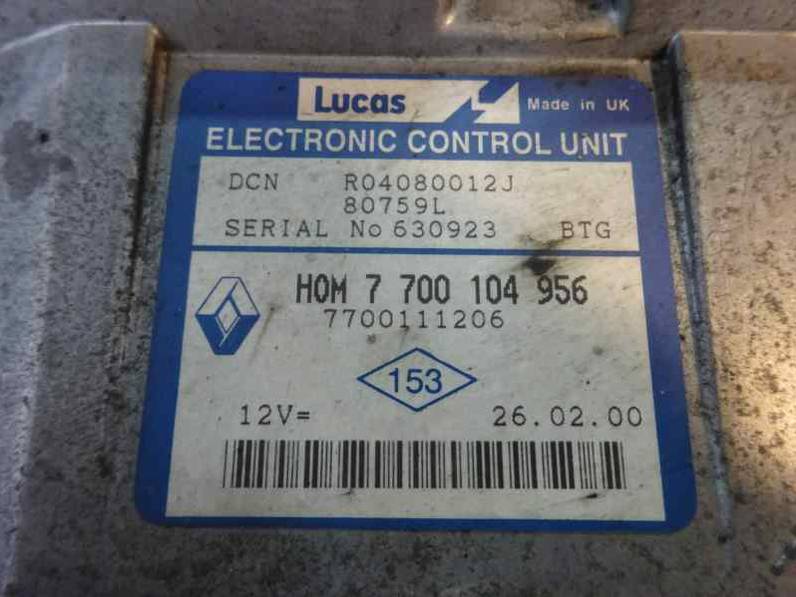 Lucas Made in UK
ELECTRONIC CONTROL UNIT
DCN R04080012J
80759L
SERIAL No 630923 BTG
HOM 7 700 104 956
7700111206
153
12V= 26.02.00